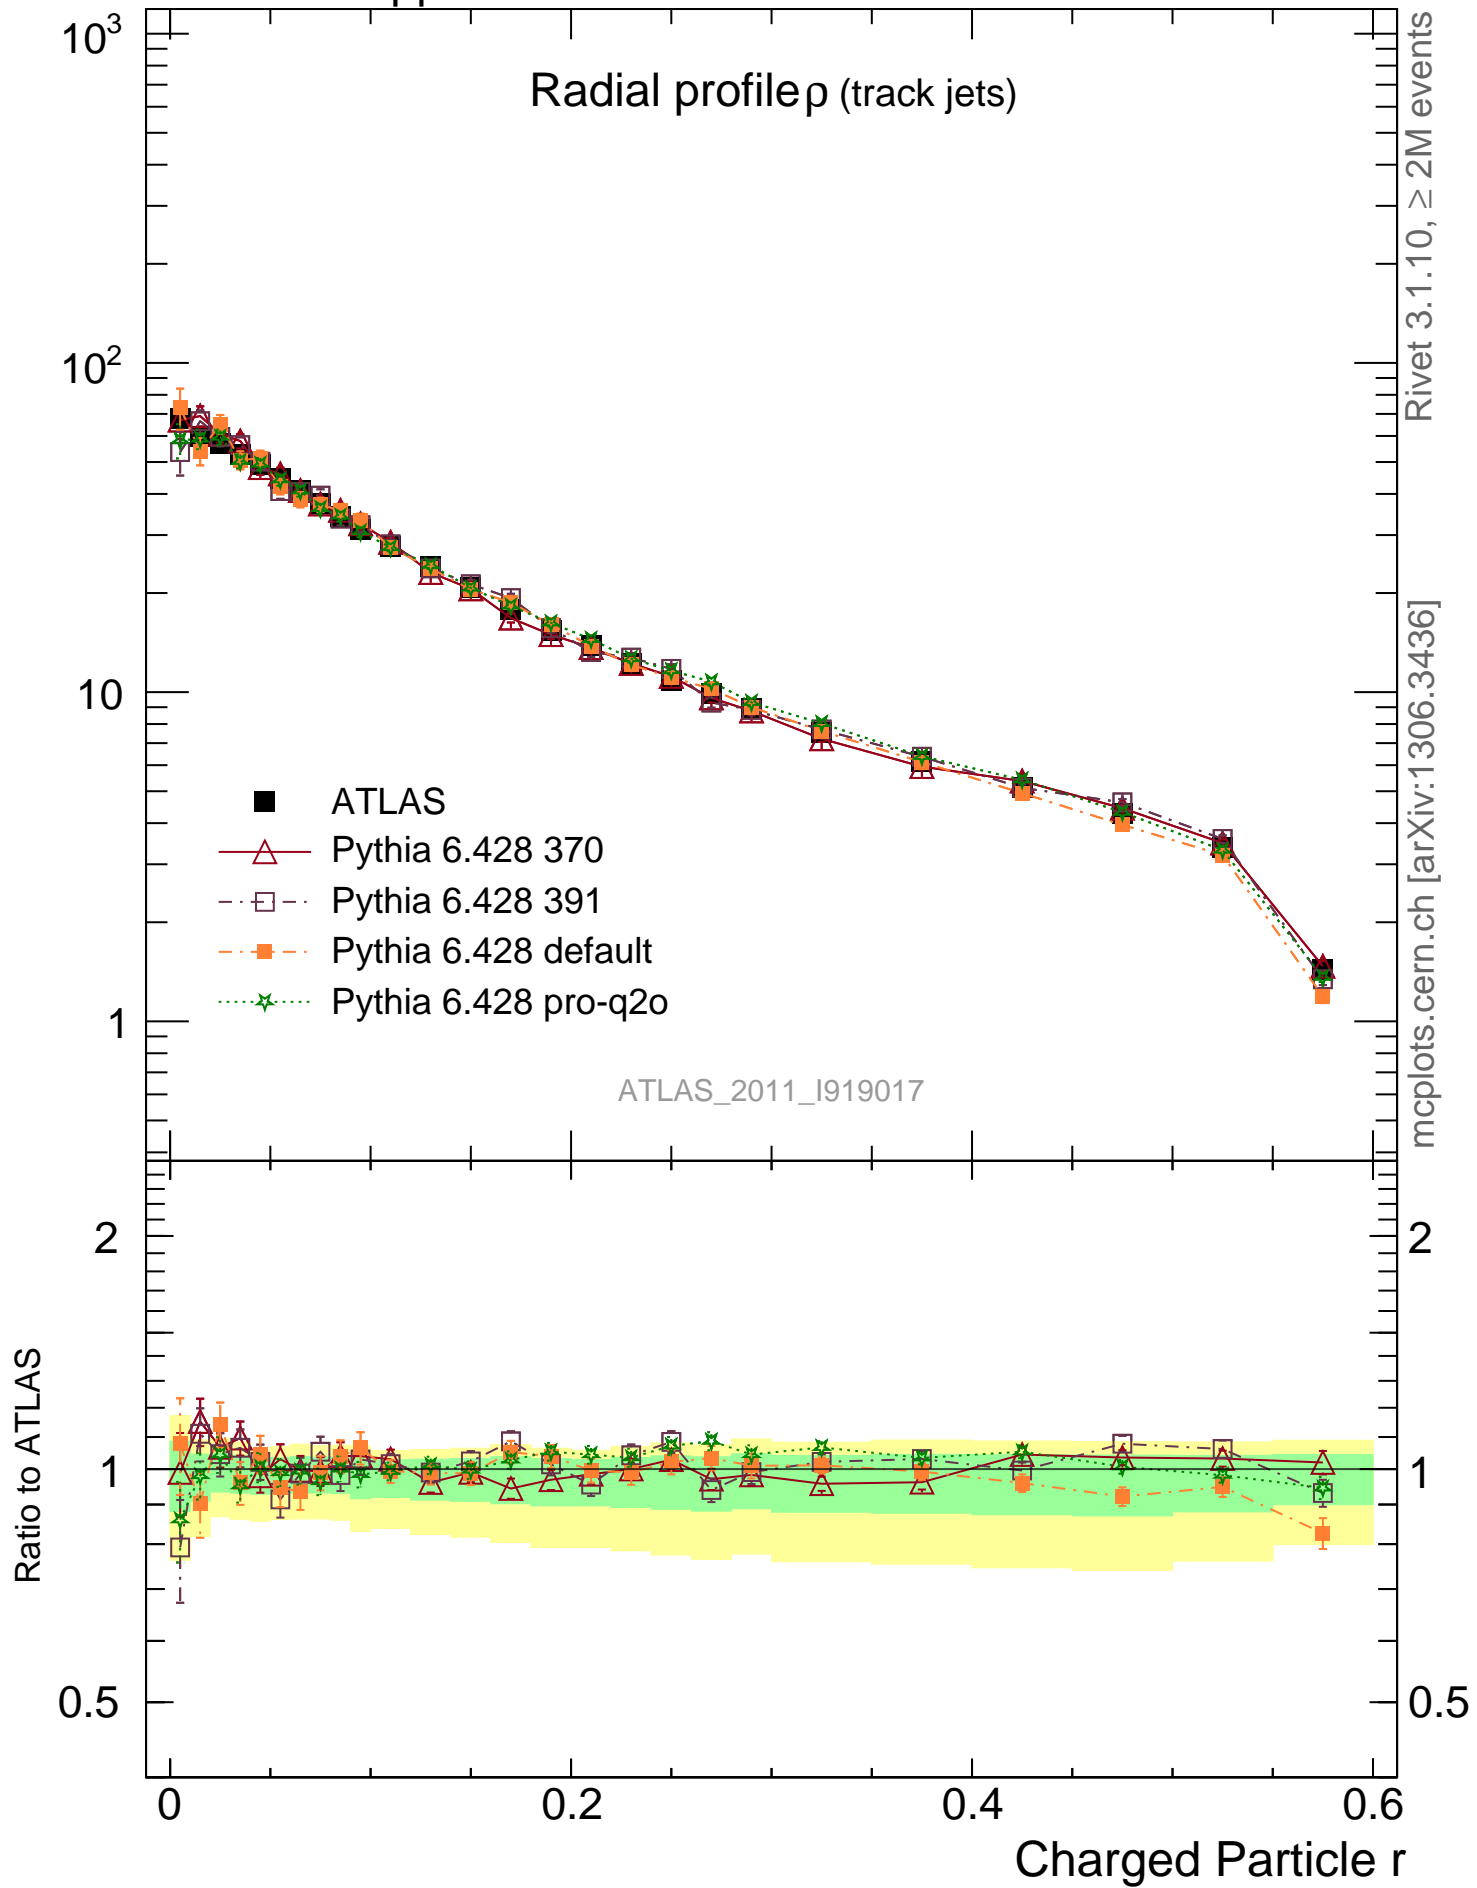 Radial profile ρ (track jets)
10³
10²
10
1
ATLAS
Pythia 6.428 370
Pythia 6.428 391
Pythia 6.428 default
Pythia 6.428 pro-q2o
ATLAS_2011_I919017
Rivet 3.1.10, ≥ 2M events
mcplots.cern.ch [arXiv:1306.3436]
Ratio to ATLAS
2
1
0.5
2
1
0.5
0
0.2
0.4
0.6
Charged Particle r